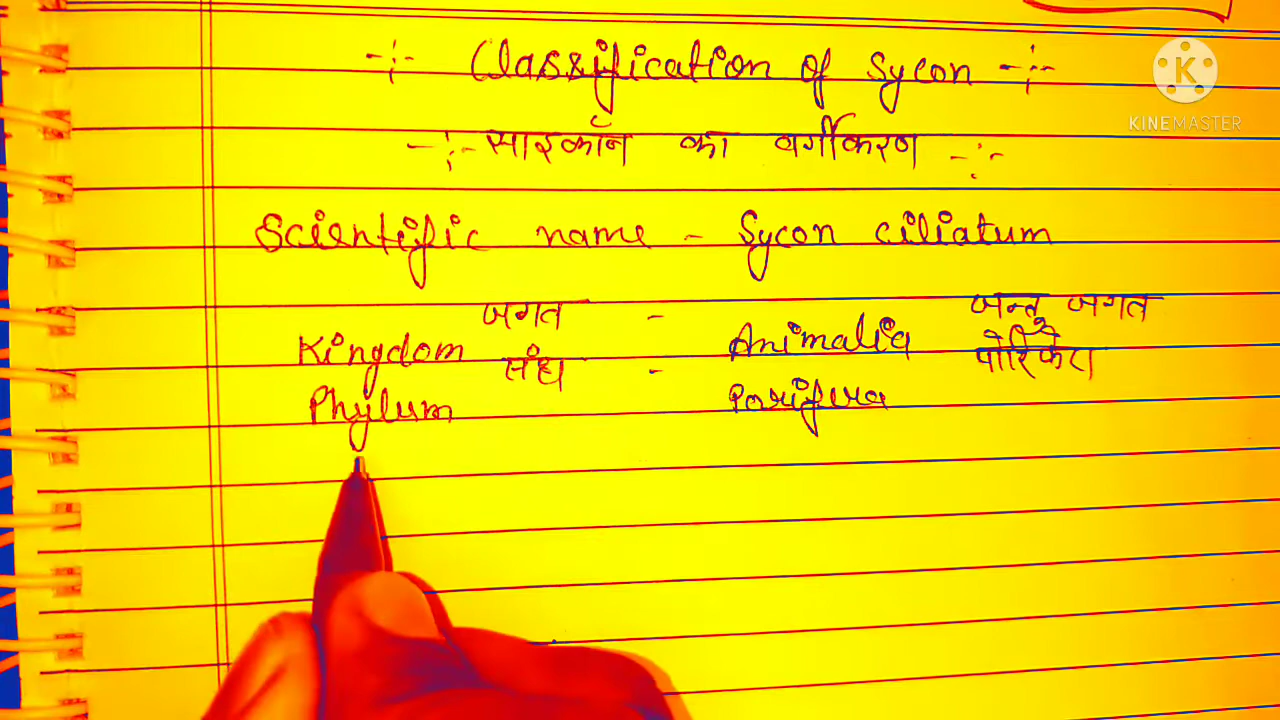 Classification of Sycon
KINEMASTER
साइकॉन का वर्गीकरण
Scientific name - Sycon ciliatum
Kingdom जगत - Animalia जन्तु जगत
Phylum संघ - Porifera पोरिफेरा